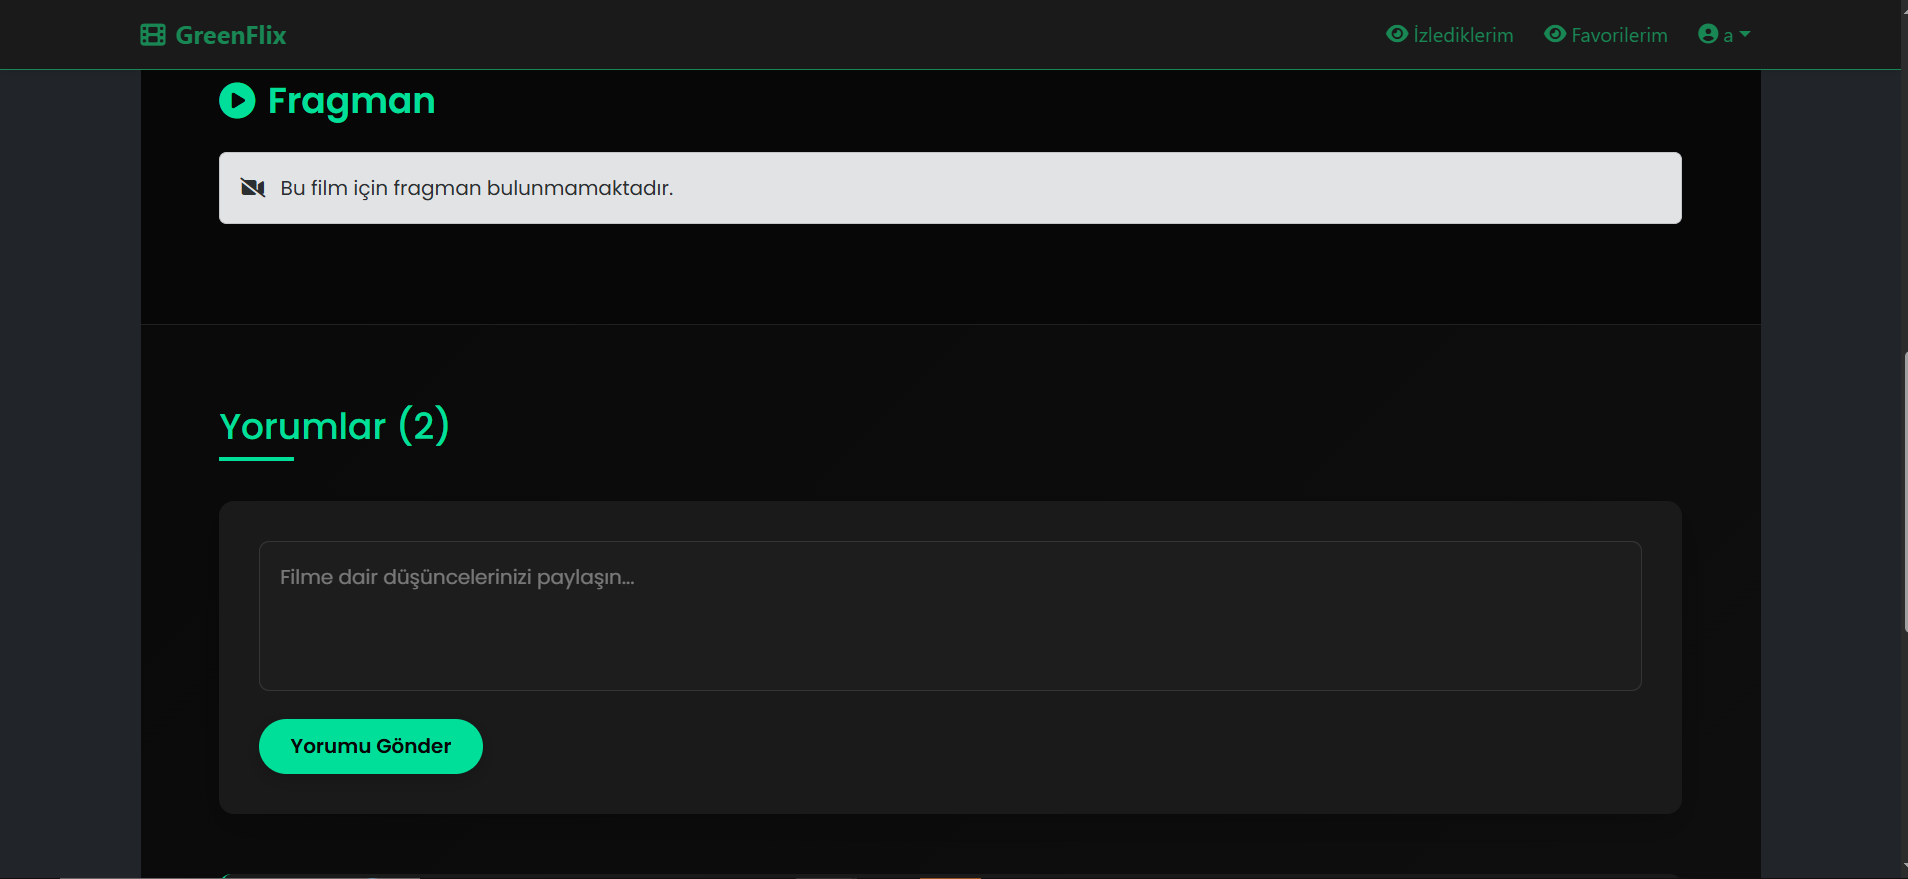 GreenFlix
İzlediklerim
Favorilerim
a
Fragman
Bu film için fragman bulunmamaktadır.
Yorumlar (2)
Filme dair düşüncelerinizi paylaşın...
Yorumu Gönder